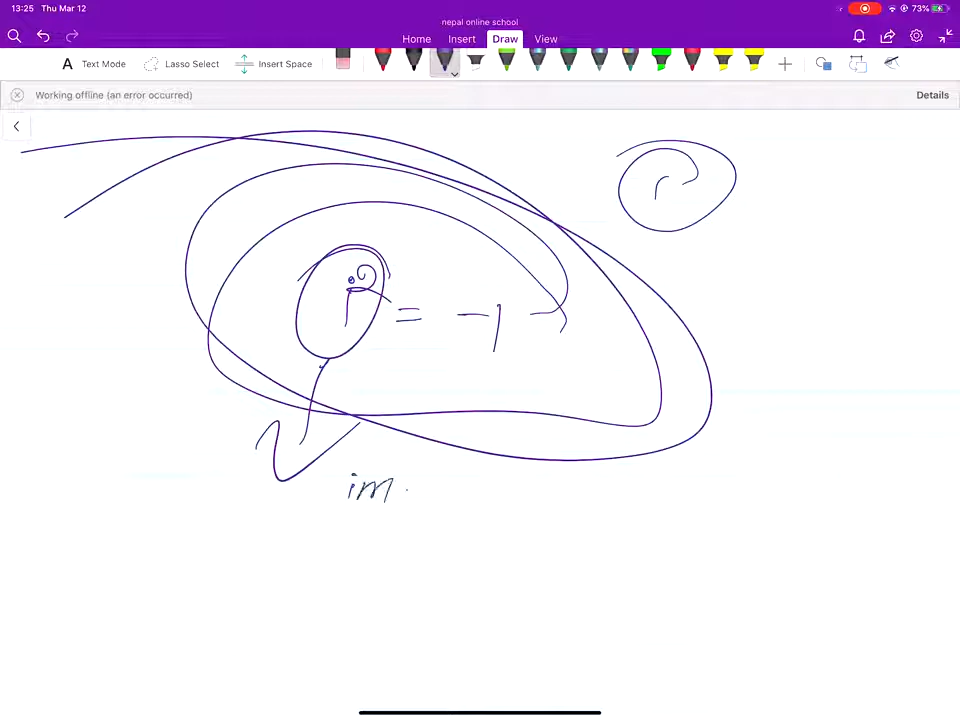 13:25 Thu Mar 12
73%
nepal online school
Home Insert Draw View
Text Mode Lasso Select Insert Space
Working offline (an error occurred) Details
i² = -1
i
im.